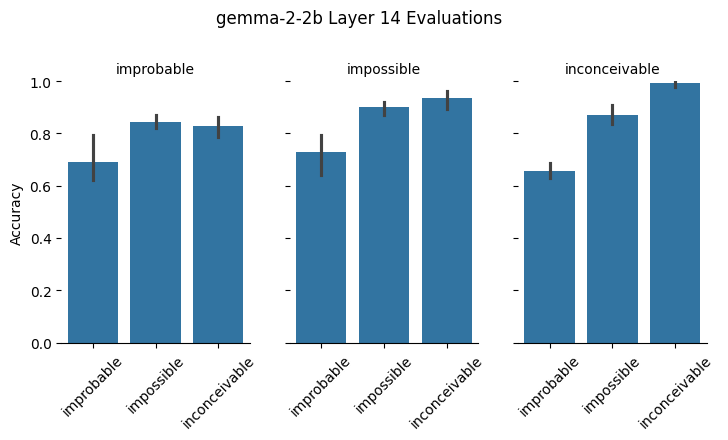 gemma-2-2b Layer 14 Evaluations
improbable
impossible
inconceivable
Accuracy
1.0
0.8
0.6
0.4
0.2
0.0
improbable
impossible
inconceivable
improbable
impossible
inconceivable
improbable
impossible
inconceivable